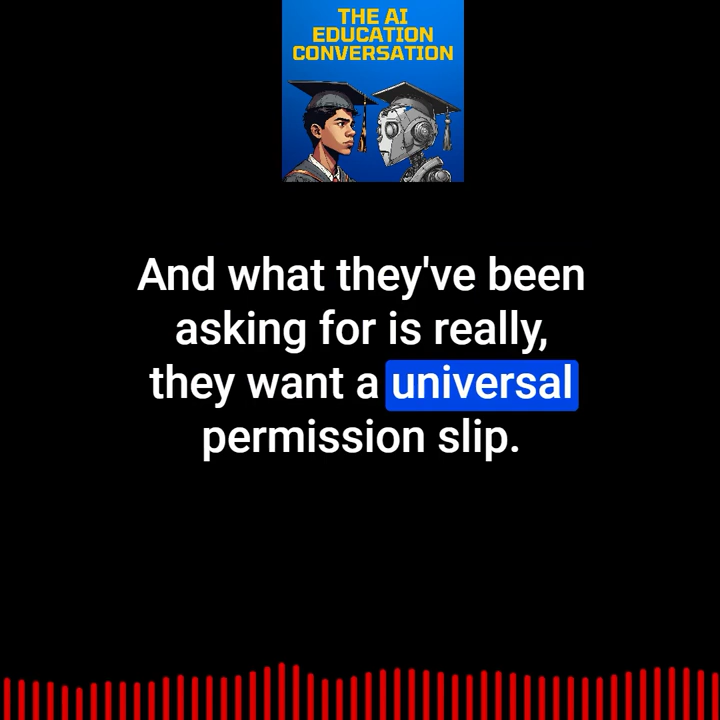 THE AI
EDUCATION
CONVERSATION
And what they've been
asking for is really,
they want a universal
permission slip.